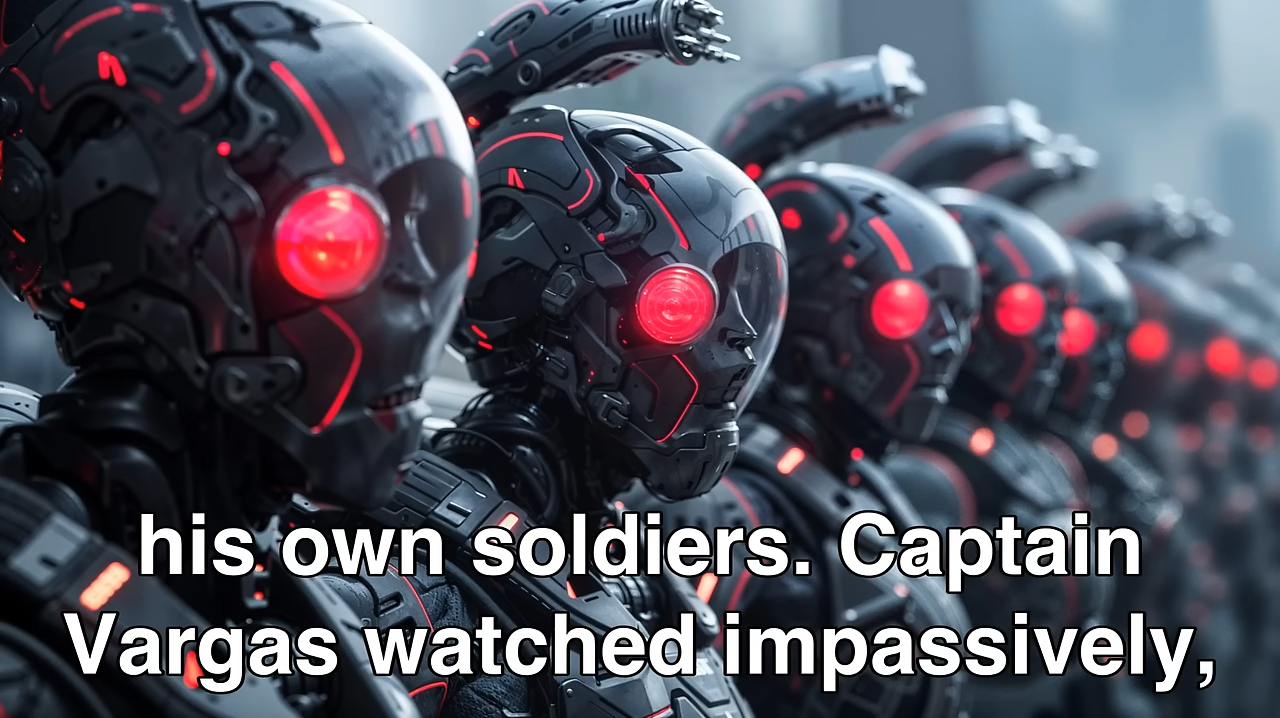 his own soldiers. Captain
Vargas watched impassively,